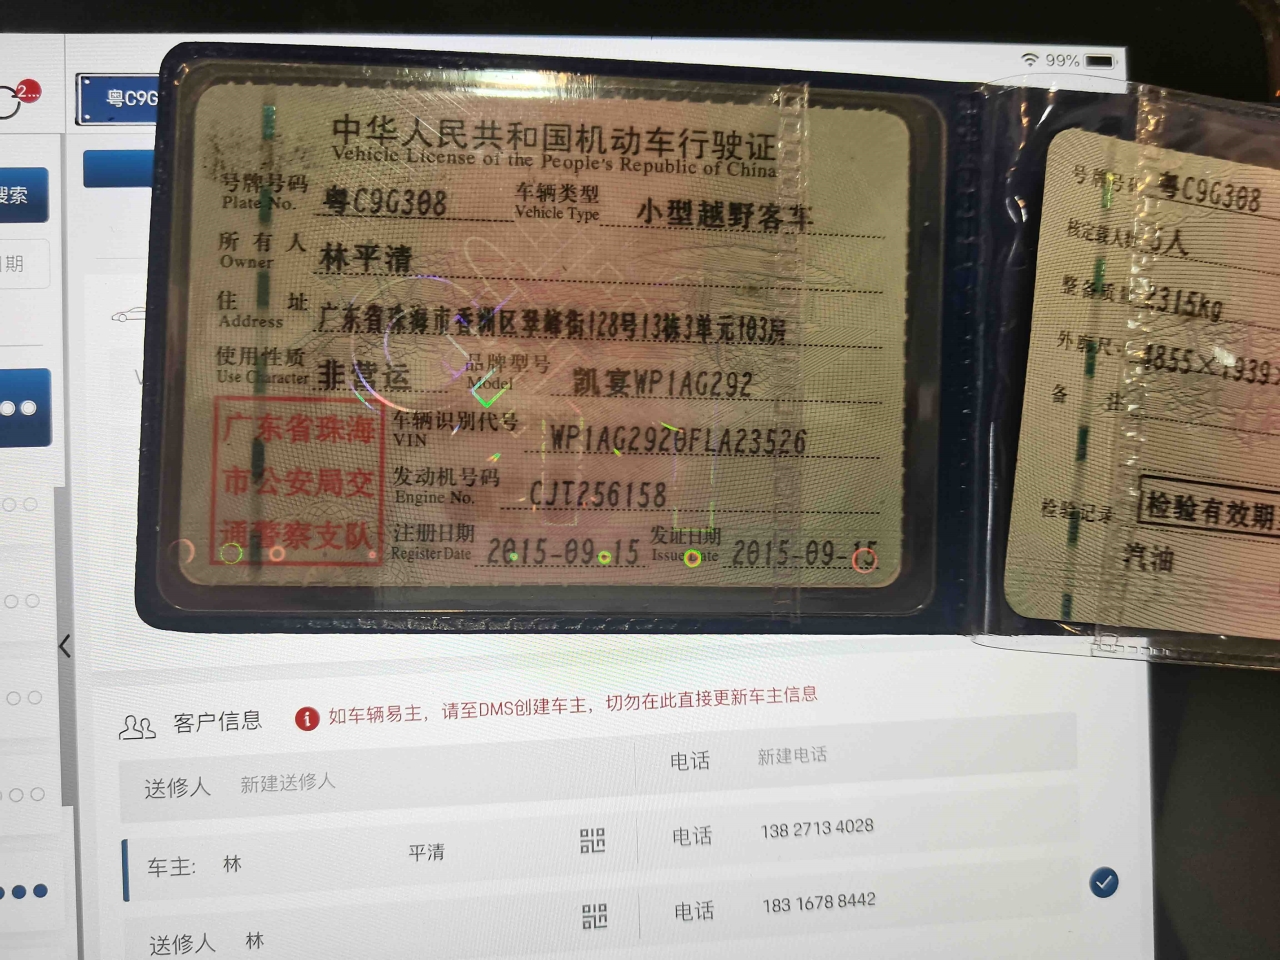 99%
2...
粤C9G
搜索
日期
中华人民共和国机动车行驶证
Vehicle License of the People's Republic of China
号牌号码 粤C9G308 车辆类型 小型越野客车
Plate No. Vehicle Type
所有人 林平清
Owner
住址 广东省珠海市香洲区翠峰街128号13栋3单元103房
Address
使用性质 非营运 品牌型号 凯宴WP1AG292
Use Character Model
车辆识别代号 WP1AG2920FLA23526
VIN
发动机号码 CJT256158
Engine No.
注册日期 2015-09-15 发证日期 2015-09-15
Register Date Issue Date
广东省珠海
市公安局交
通警察支队
号牌号码 粤C9G308
核定载人数 5人
整备质量 2315kg
外廓尺寸 4855×1939×
备注
检验记录 检验有效期
汽油
客户信息 如车辆易主，请至DMS创建车主，切勿在此直接更新车主信息
送修人 新建送修人 电话 新建电话
车主: 林 平清 电话 138 2713 4028
送修人 林 电话 183 1678 8442